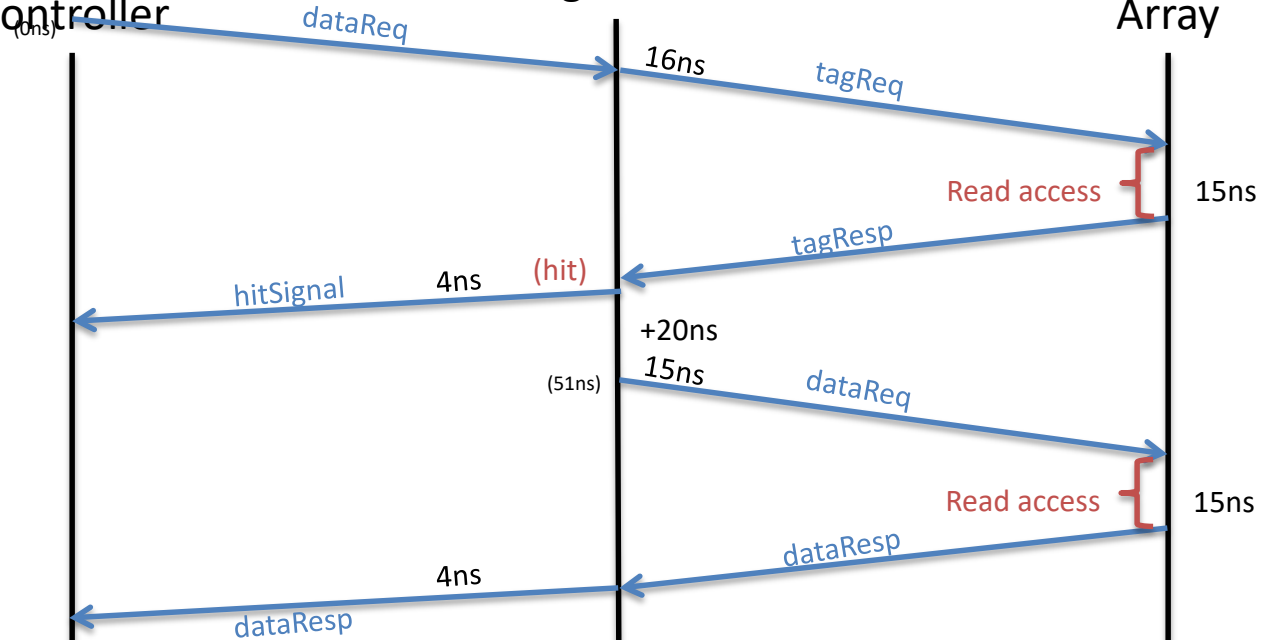 ontroller
Array
(0ns)
dataReq
16ns
tagReq
Read access
15ns
tagResp
(hit)
4ns
hitSignal
+20ns
15ns
dataReq
(51ns)
Read access
15ns
dataResp
4ns
dataResp